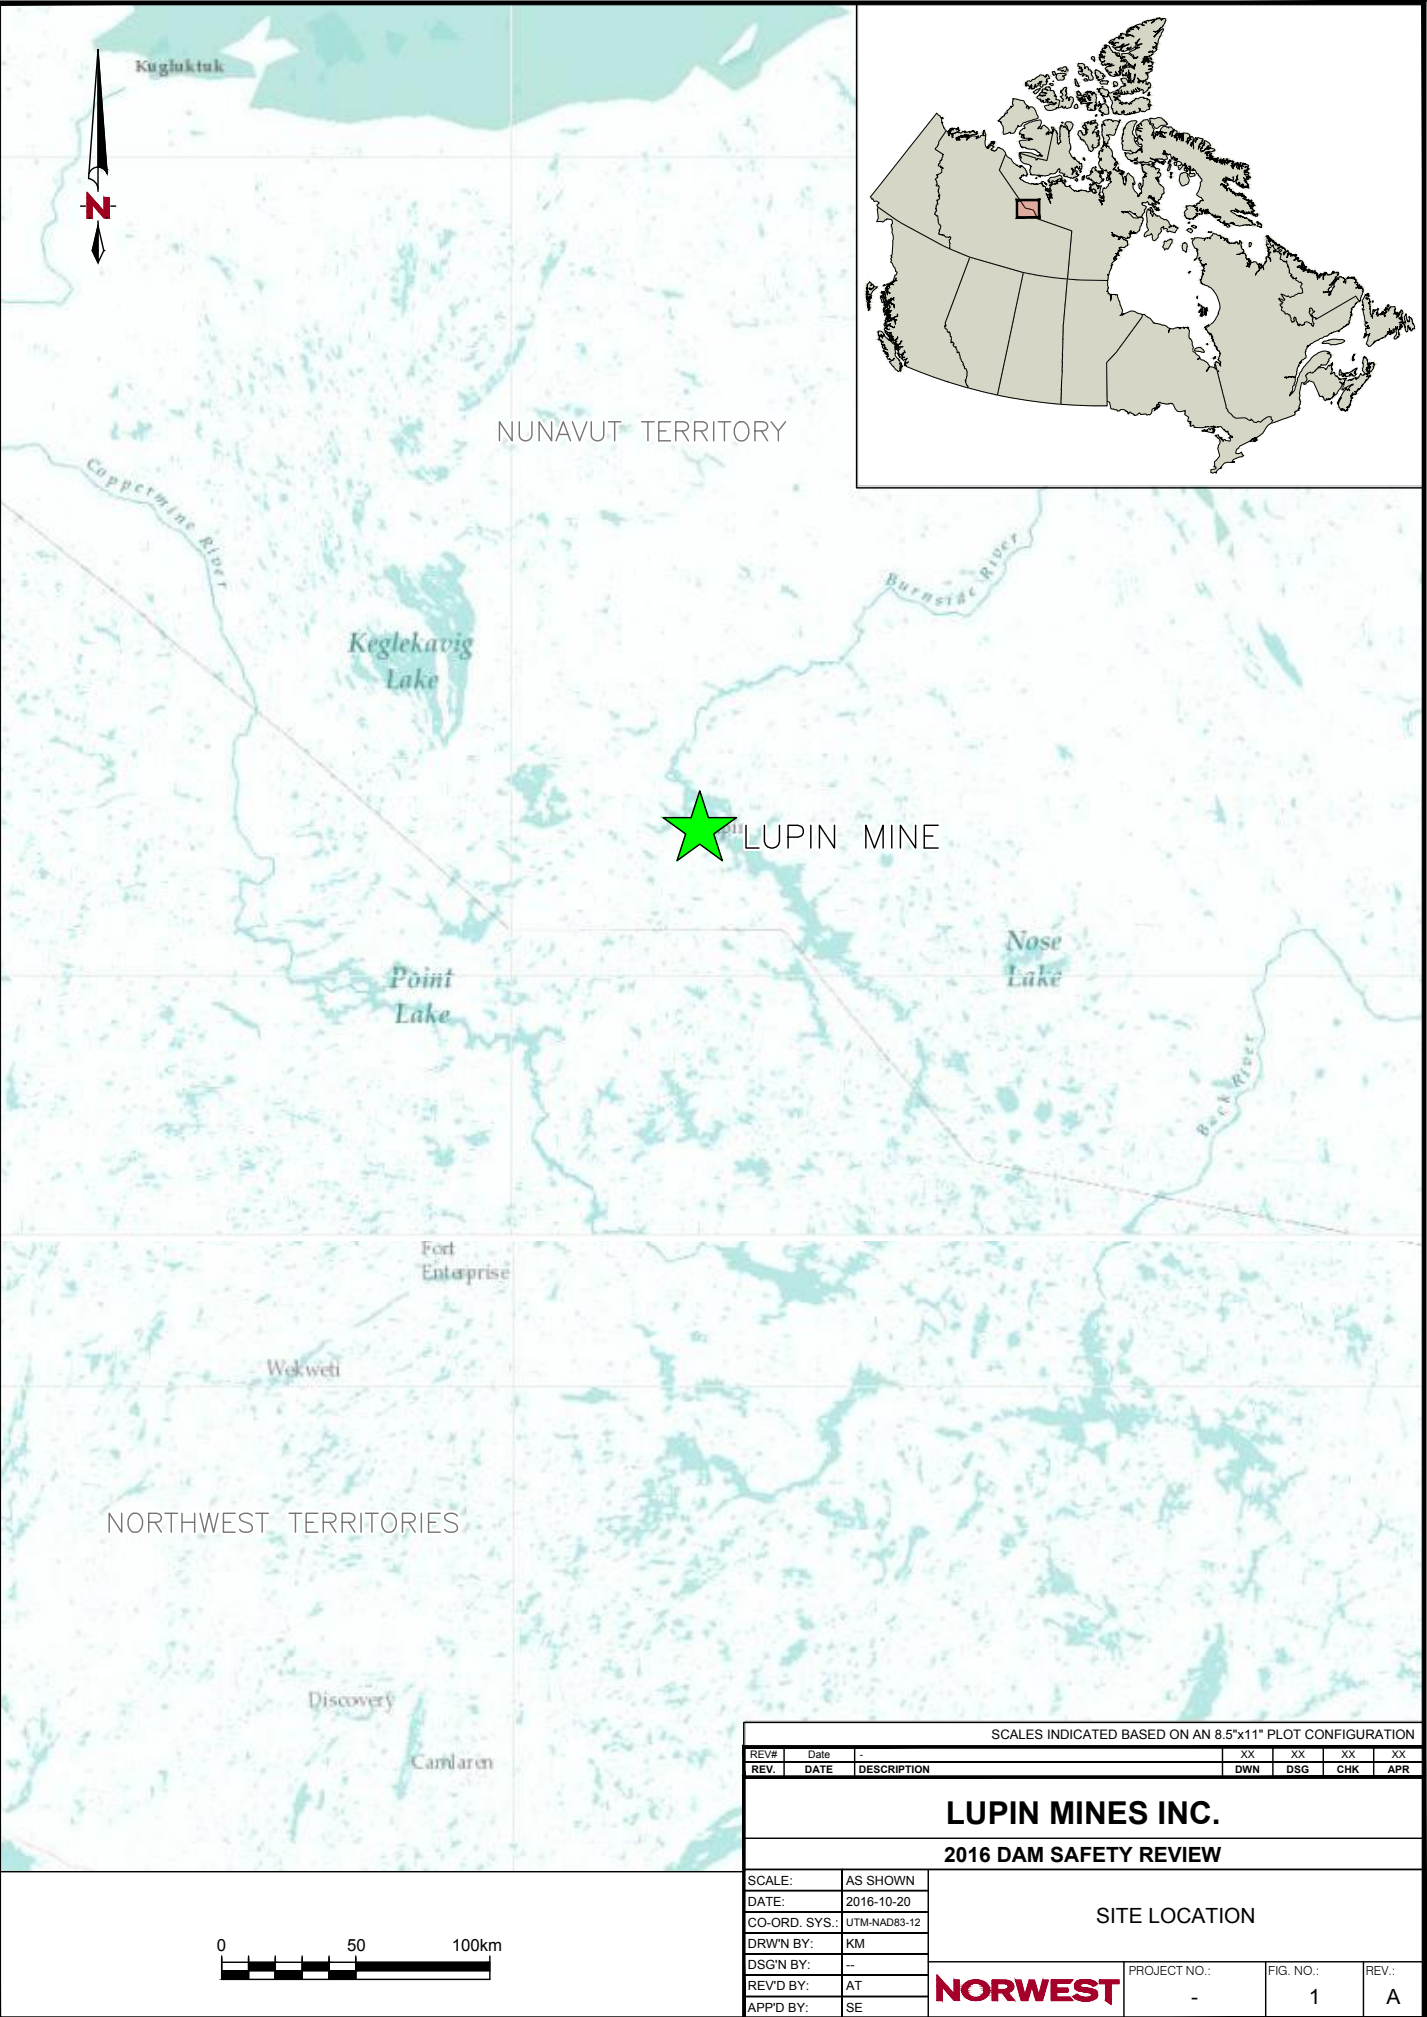 Kugluktuk
N
NUNAVUT TERRITORY
Coppermine River
Burnside River
Keglekavig
Lake
LUPIN MINE
Nose
Lake
Point
Lake
Back River
Fort
Enterprise
Wekweti
NORTHWEST TERRITORIES
Discovery
Camlaren
0 50 100km
SCALES INDICATED BASED ON AN 8.5"x11" PLOT CONFIGURATION
REV# Date - XX XX XX XX
REV. DATE DESCRIPTION DWN DSG CHK APR
LUPIN MINES INC.
2016 DAM SAFETY REVIEW
SCALE: AS SHOWN
DATE: 2016-10-20
CO-ORD. SYS.: UTM-NAD83-12
DRW'N BY: KM
DSG'N BY: --
REV'D BY: AT
APP'D BY: SE
SITE LOCATION
NORWEST
PROJECT NO.: -
FIG. NO.: 1
REV.: A